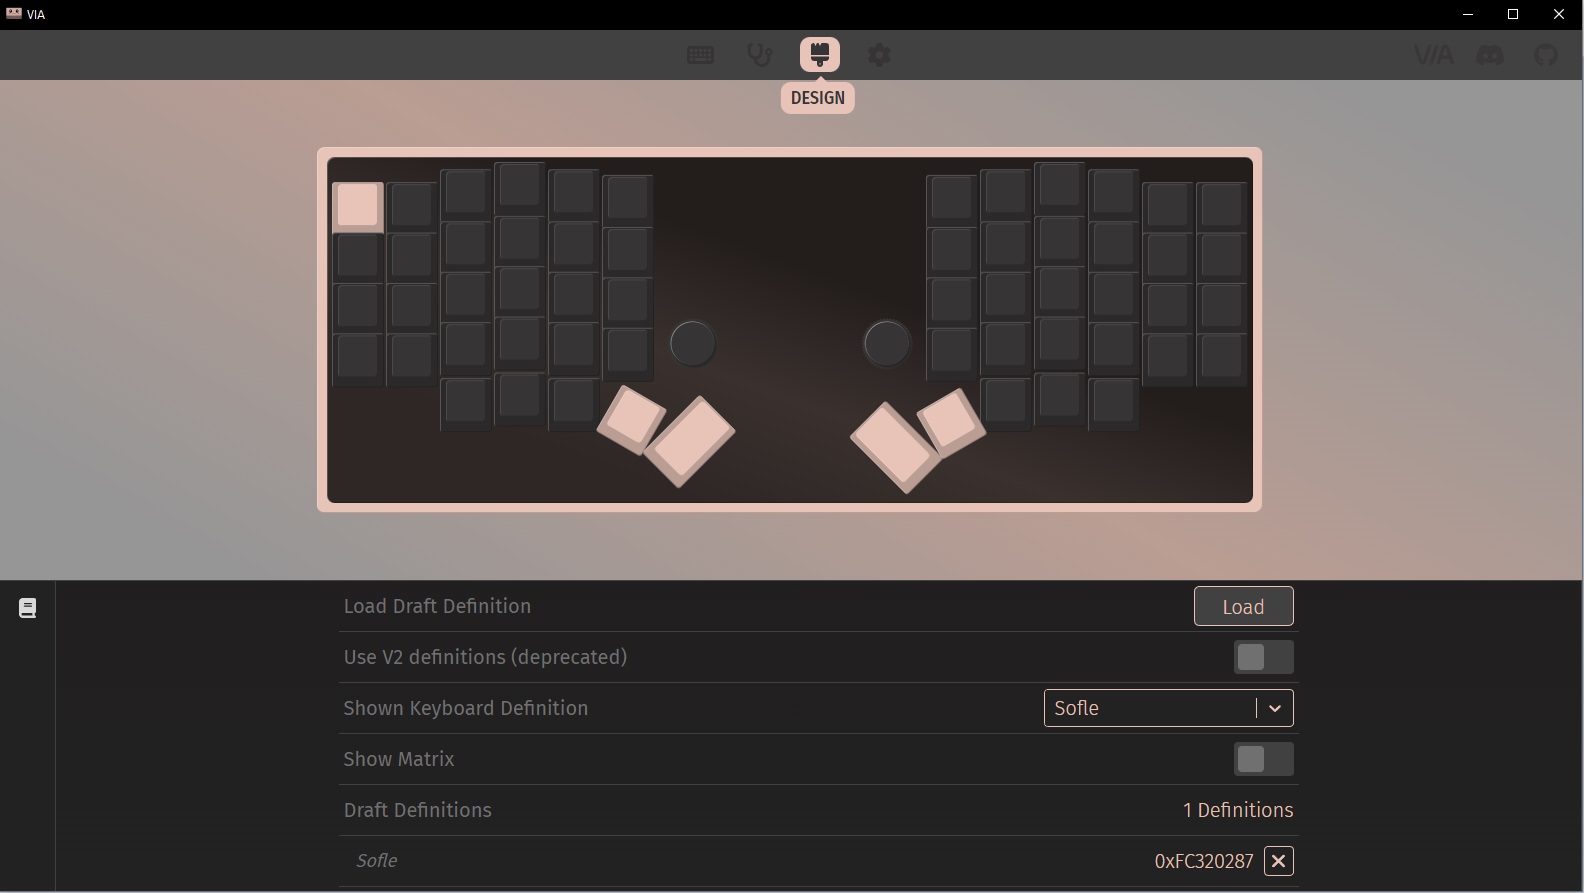 VIA
VIA
DESIGN
Load Draft Definition
Load
Use V2 definitions (deprecated)
Shown Keyboard Definition
Sofle
Show Matrix
Draft Definitions
1 Definitions
Sofle
0xFC320287